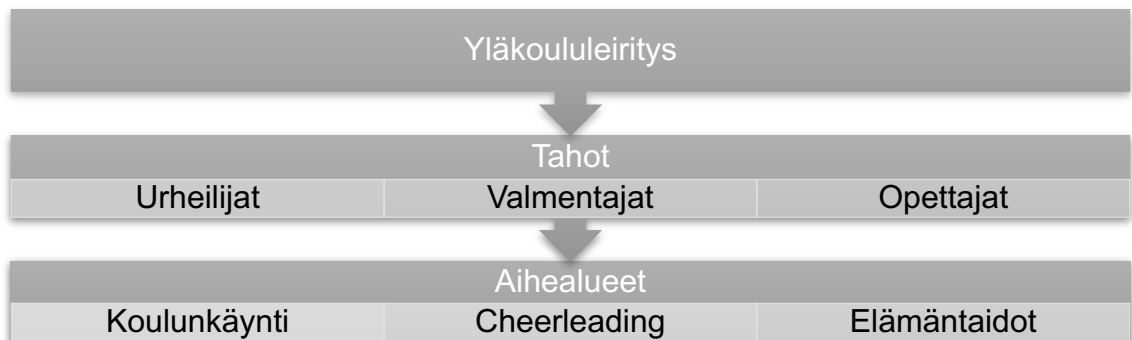 Yläkoululeiritys
Tahot
Urheilijat Valmentajat Opettajat
Aihealueet
Koulunkäynti Cheerleading Elämäntaidot